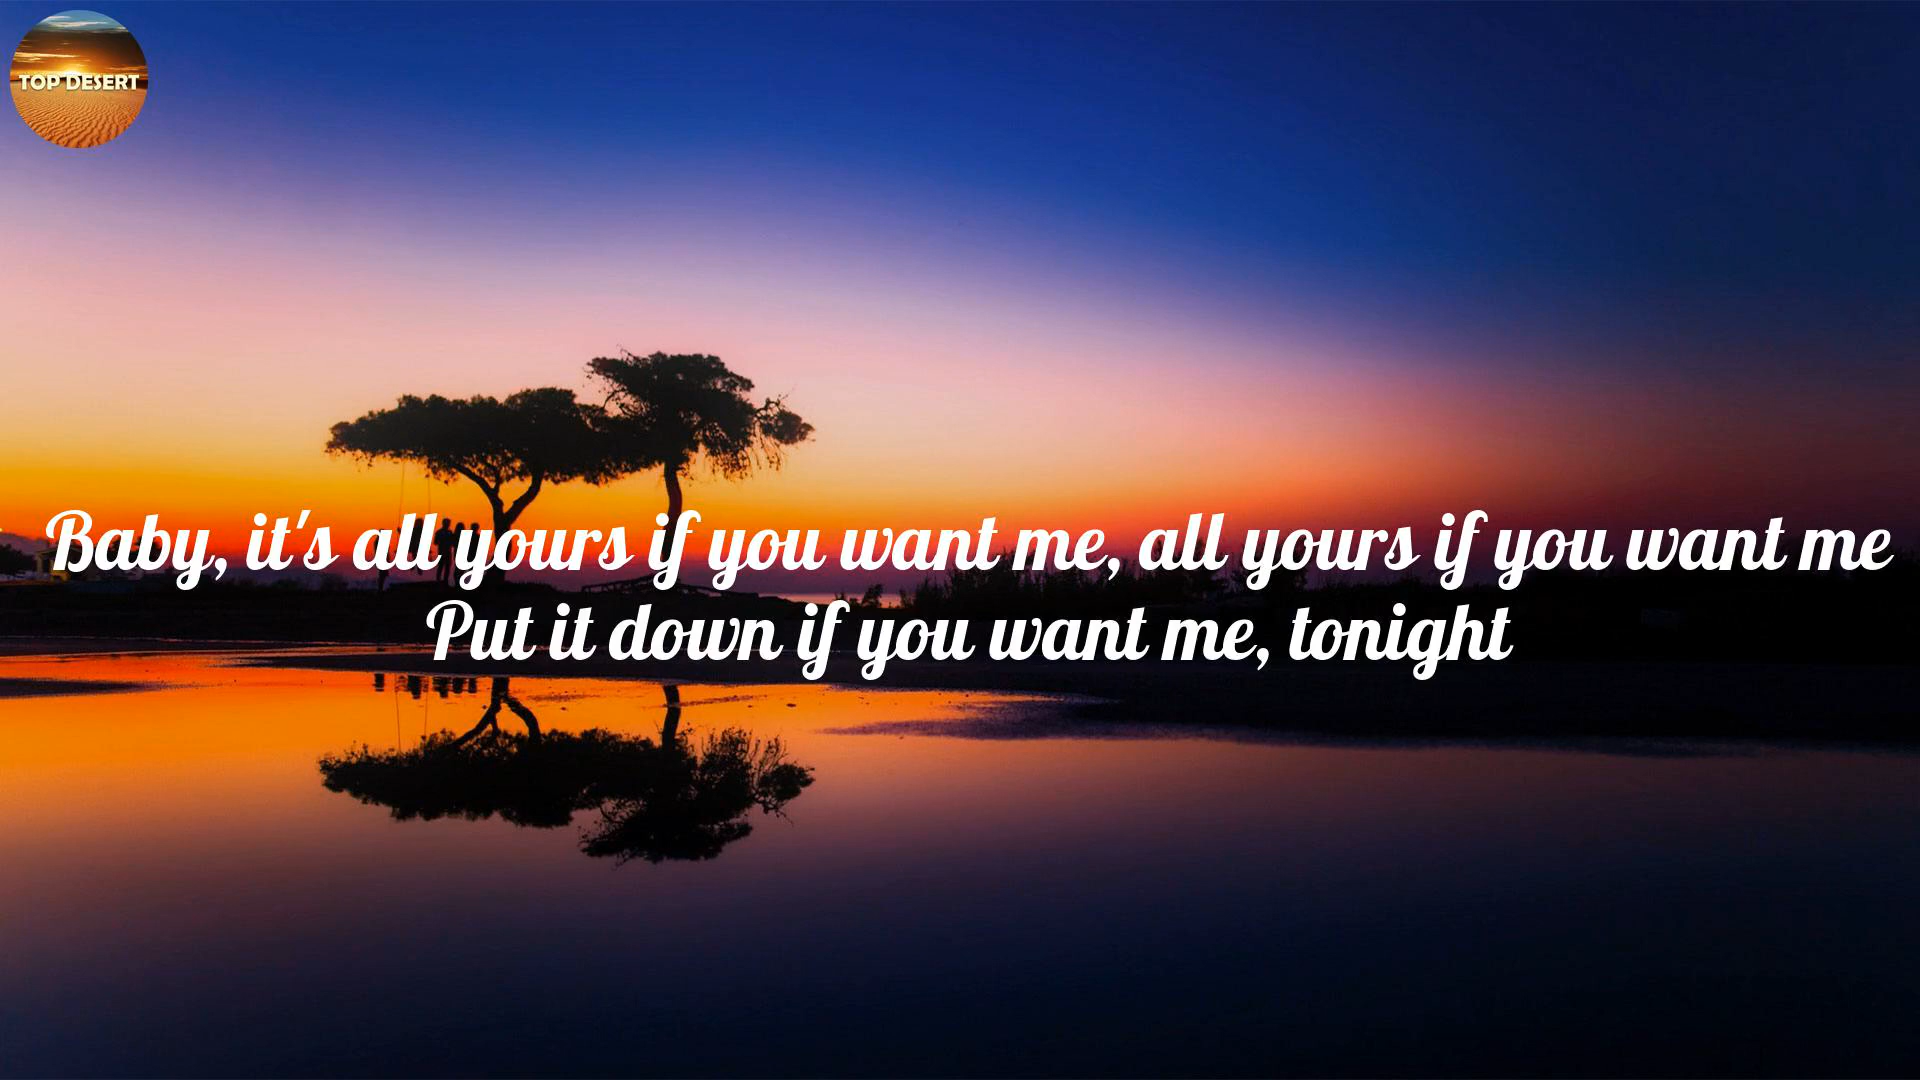 TOP DESERT
Baby, it's all yours if you want me, all yours if you want me
Put it down if you want me, tonight